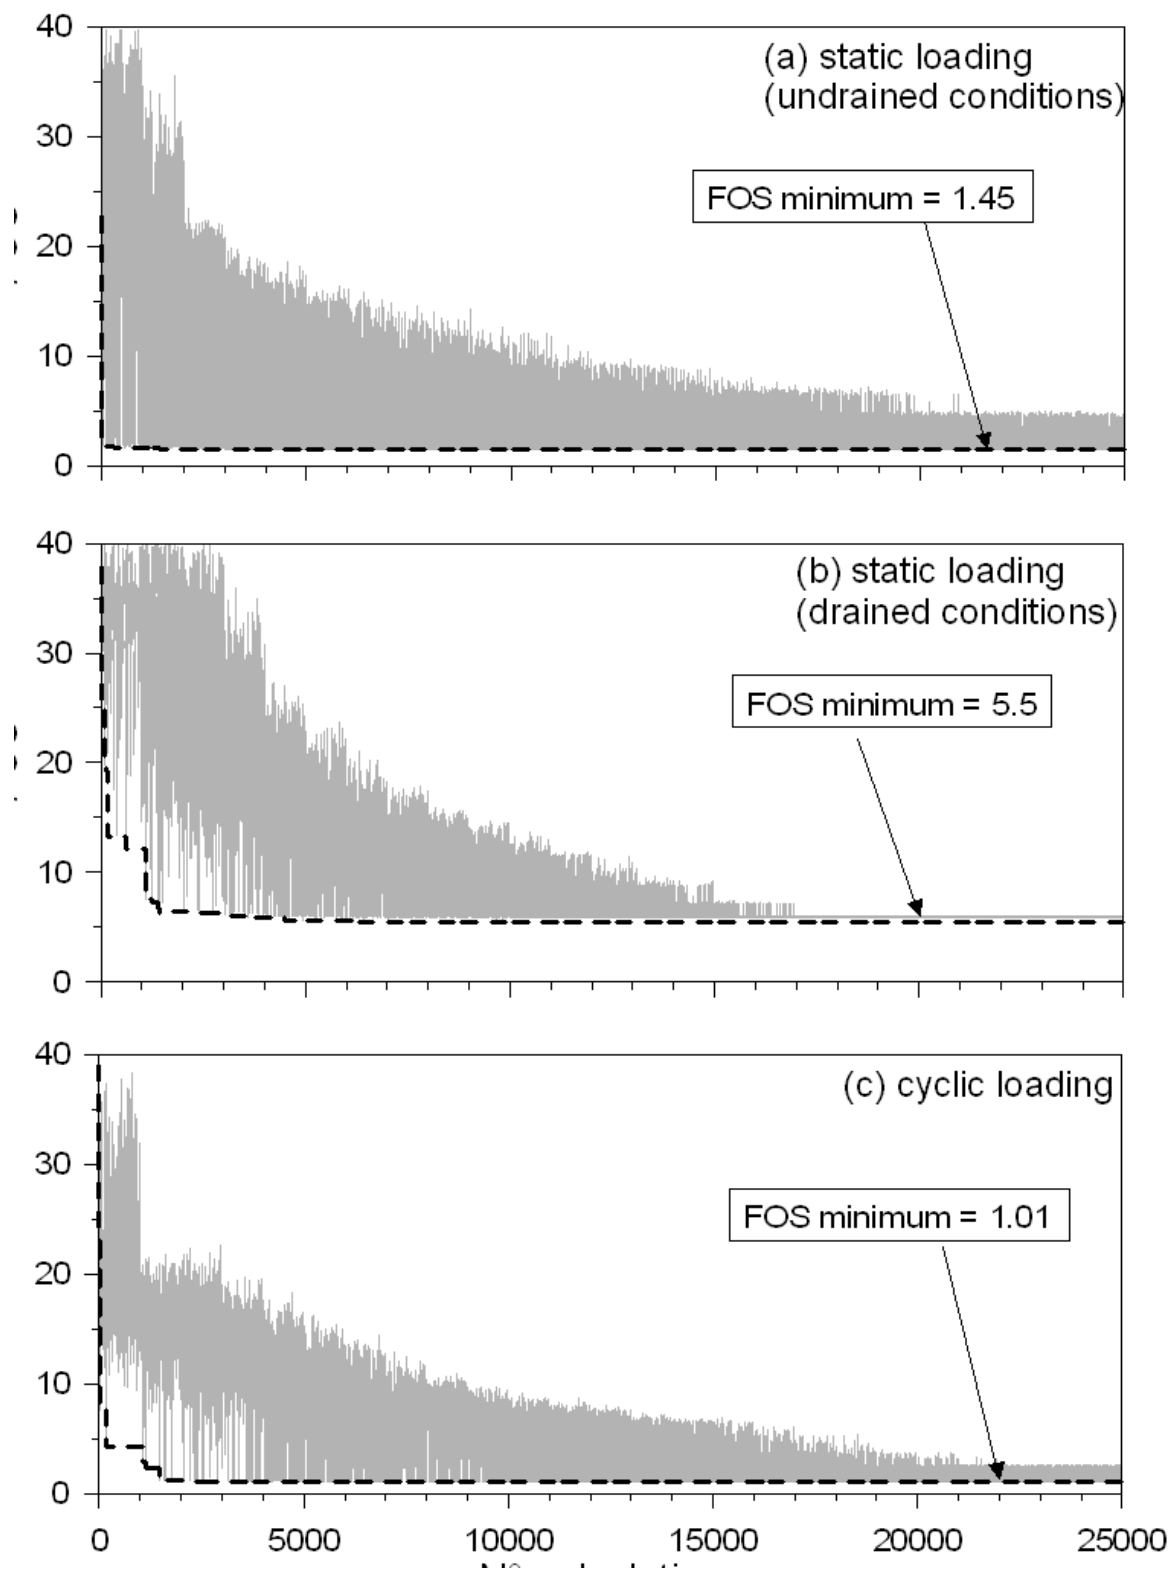 40
(a) static loading
(undrained conditions)
30
FOS minimum = 1.45
20
10
0
40
(b) static loading
(drained conditions)
30
FOS minimum = 5.5
20
10
0
40
(c) cyclic loading
30
FOS minimum = 1.01
20
10
0
0 5000 10000 15000 20000 25000